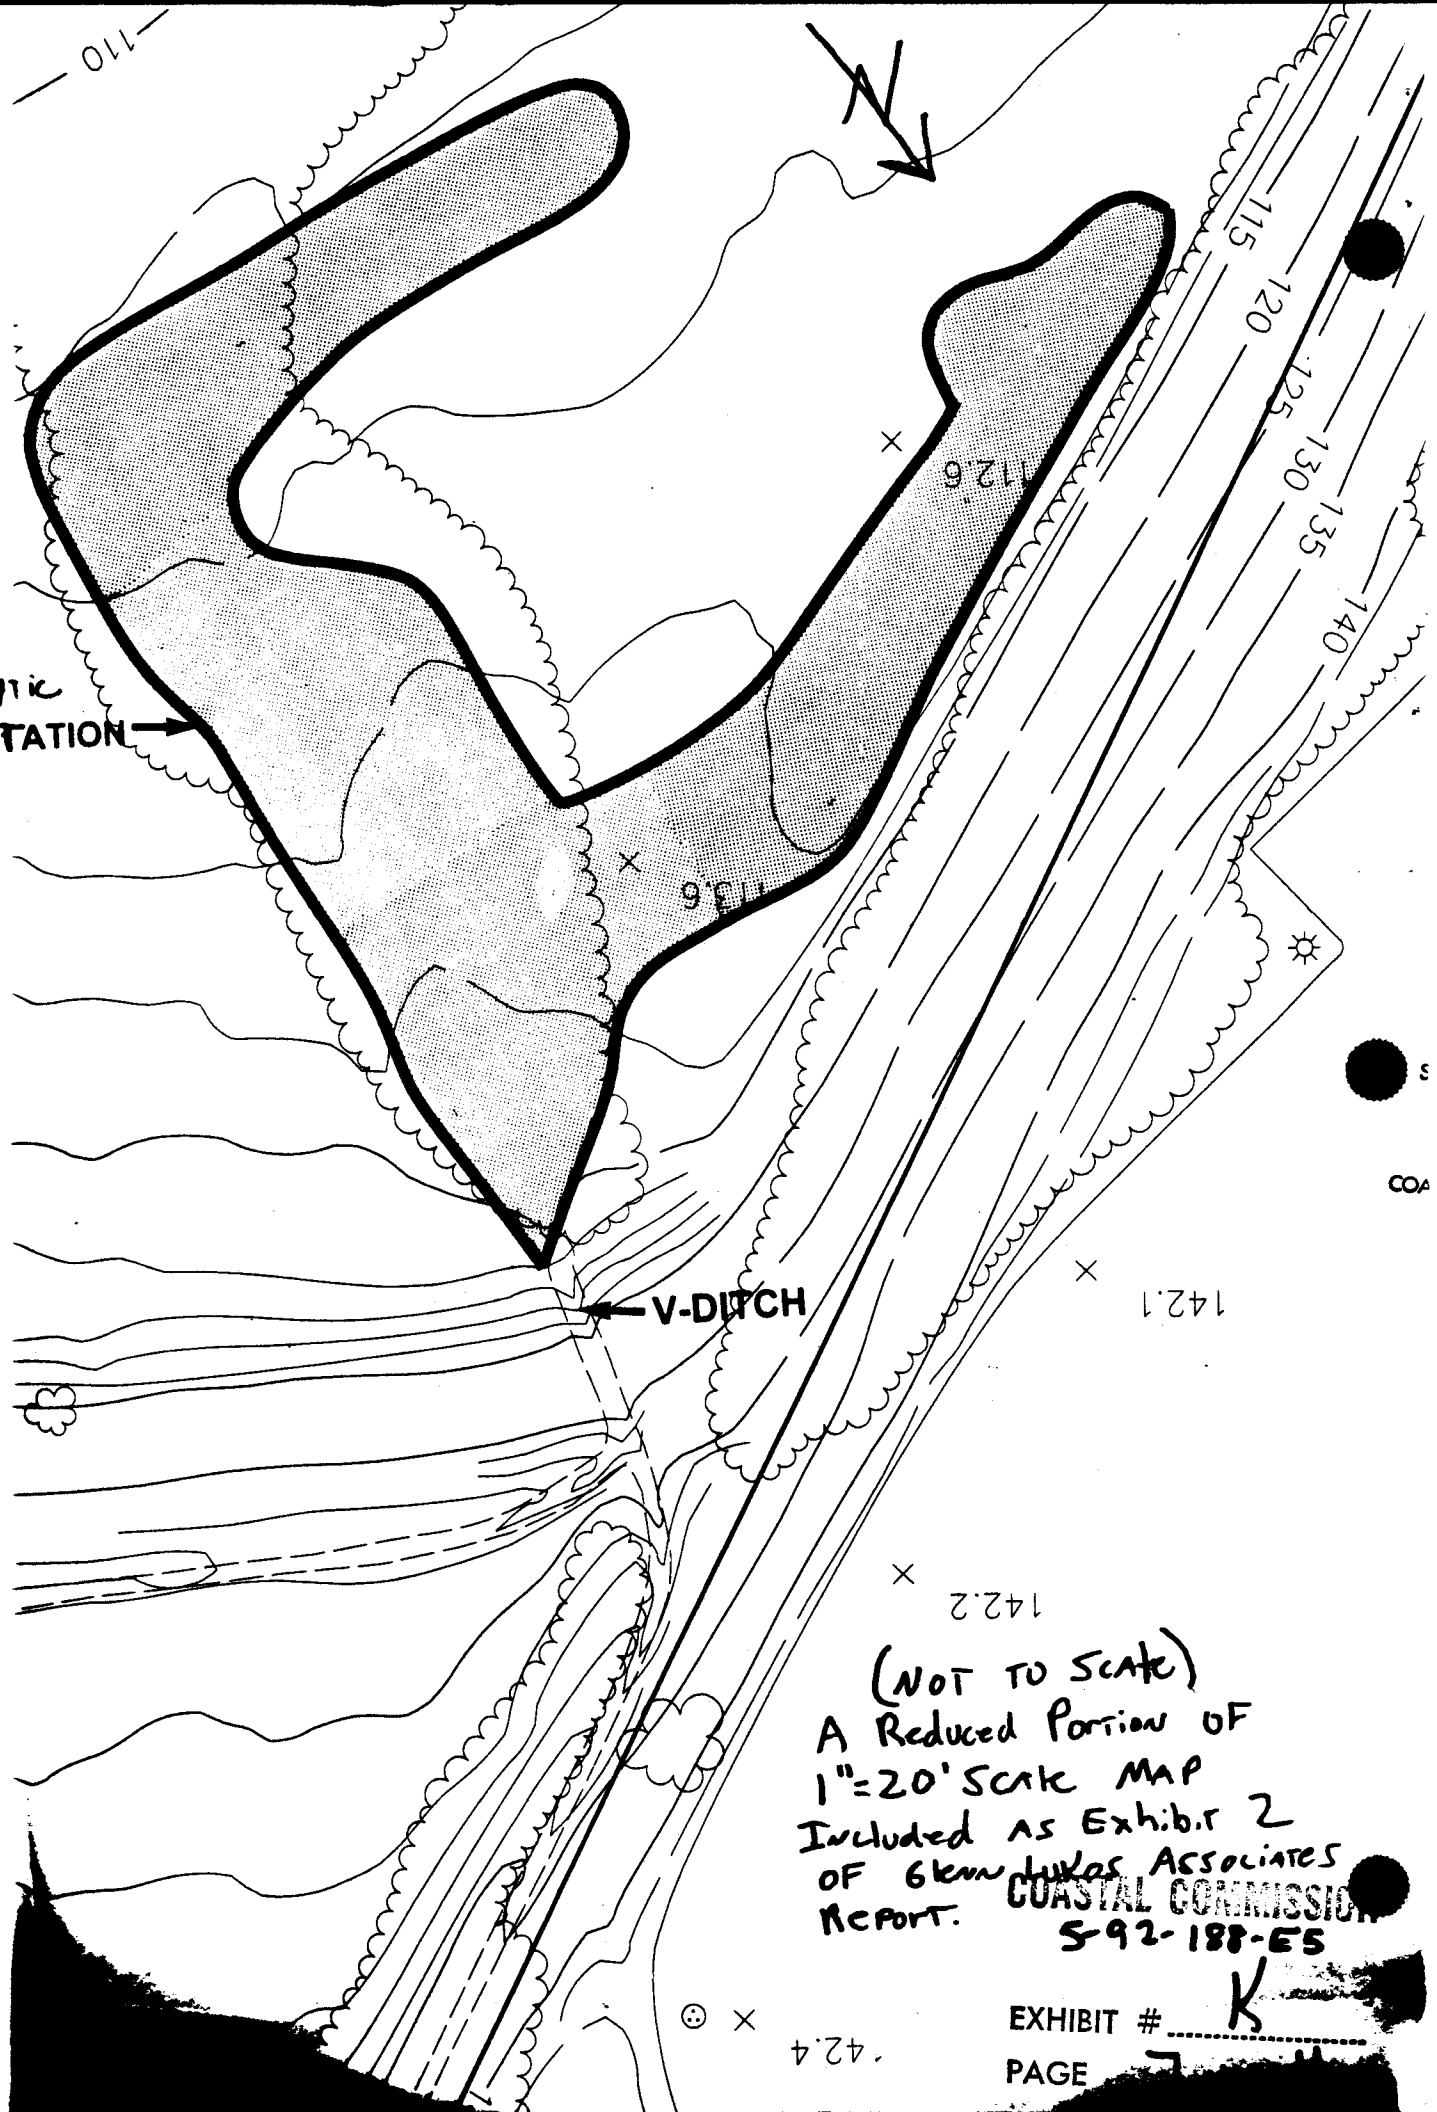 110
N
115
120
125
130
135
140
112.6
TATION
113.6
V-DITCH
COA
142.1
142.2
(NOT TO SCAlE)
A Reduced Portion OF
1"=20' SCAlE MAP
Included AS Exhibit 2
OF Glenn Lukos ASSOCIATES
REPORT.
COASTAL COMMISSION
5-92-188-E5
EXHIBIT # K
PAGE